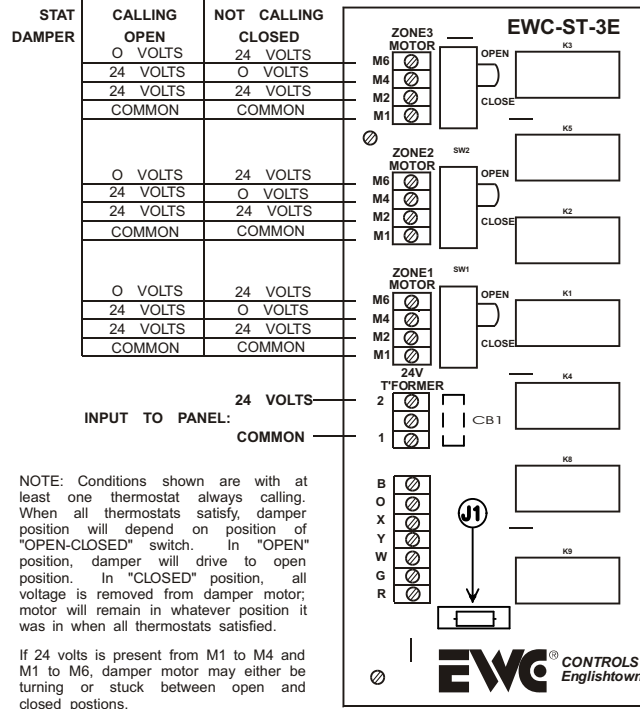 STAT CALLING NOT CALLING
DAMPER OPEN CLOSED
O VOLTS 24 VOLTS
24 VOLTS O VOLTS
24 VOLTS 24 VOLTS
COMMON COMMON
O VOLTS 24 VOLTS
24 VOLTS O VOLTS
24 VOLTS 24 VOLTS
COMMON COMMON
O VOLTS 24 VOLTS
24 VOLTS O VOLTS
24 VOLTS 24 VOLTS
COMMON COMMON
24 VOLTS
INPUT TO PANEL:
COMMON
NOTE: Conditions shown are with at
least one thermostat always calling.
When all thermostats satisfy, damper
position will depend on position of
"OPEN-CLOSED" switch. In "OPEN"
position, damper will drive to open
position. In "CLOSED" position, all
voltage is removed from damper motor;
motor will remain in whatever position it
was in when all thermostats satisfied.
If 24 volts is present from M1 to M4 and
M1 to M6, damper motor may either be
turning or stuck between open and
closed postions.
EWC-ST-3E
ZONE3
MOTOR
M6
M4
M2
M1
OPEN
CLOSE
K3
K5
ZONE2
MOTOR
SW2
M6
M4
M2
M1
OPEN
CLOSE
K2
ZONE1
MOTOR
SW1
M6
M4
M2
M1
OPEN
CLOSE
K1
24V
T'FORMER
2
1
CB1
K4
B
O
X
Y
W
G
R
J1
K8
K9
EWC® CONTROLS
Englishtown